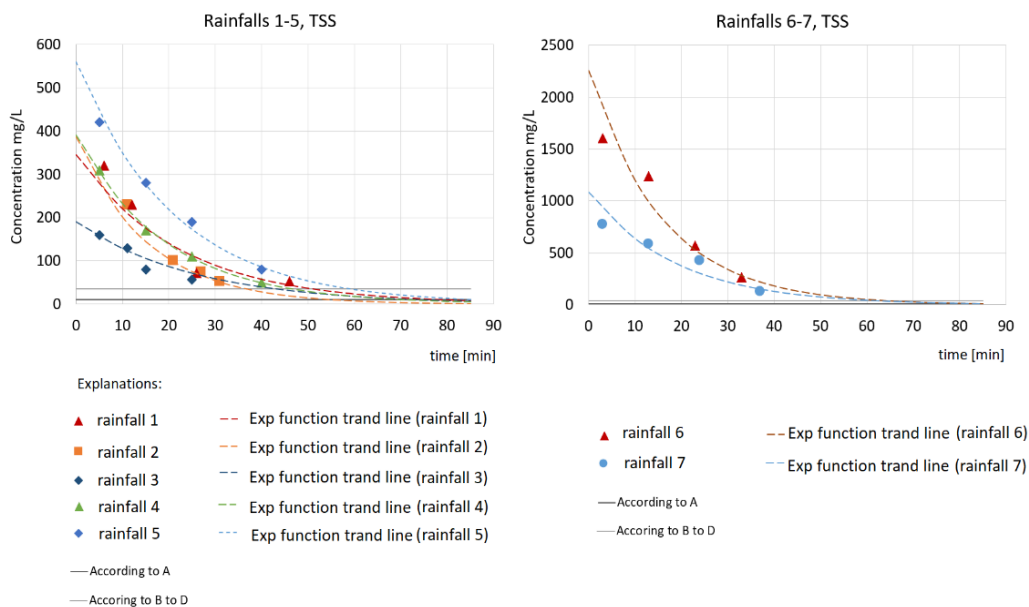 Rainfalls 1-5, TSS
600
500
400
300
200
100
0
Concentration mg/L
0 10 20 30 40 50 60 70 80 90
time [min]
Explanations:
rainfall 1 Exp function trand line (rainfall 1)
rainfall 2 Exp function trand line (rainfall 2)
rainfall 3 Exp function trand line (rainfall 3)
rainfall 4 Exp function trand line (rainfall 4)
rainfall 5 Exp function trand line (rainfall 5)
According to A
Accoring to B to D
Rainfalls 6-7, TSS
2500
2000
1500
1000
500
0
Concentration mg/L
0 10 20 30 40 50 60 70 80 90
time [min]
rainfall 6 Exp function trand line (rainfall 6)
rainfall 7 Exp function trand line (rainfall 7)
According to A
Accoring to B to D